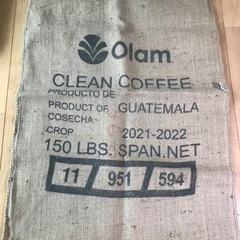 Olam
CLEAN COFFEE
PRODUCTO DE
PRODUCT OF GUATEMALA
COSECHA
CROP 2021-2022
150 LBS. SPAN.NET
11 / 951 / 594